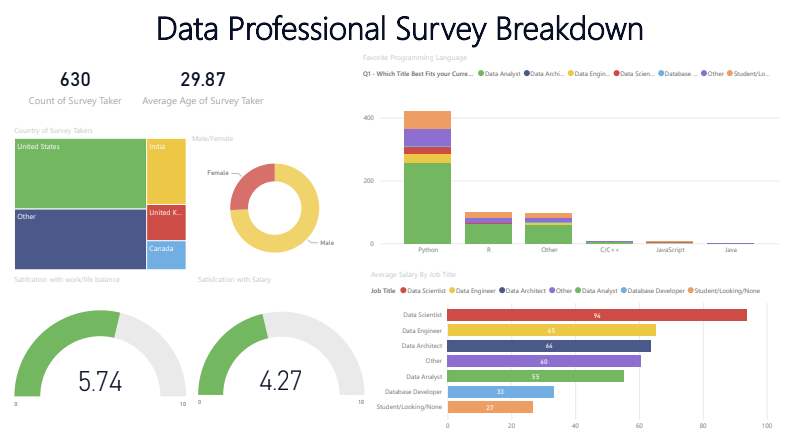 Data Professional Survey Breakdown
630
Count of Survey Taker
29.87
Average Age of Survey Taker
Country of Survey Takers
United States
India
Other
United K...
Canada
Male/Female
Female
Male
Satifcation with work/life balance
5.74
0
10
Satisfcation with Salary
4.27
0
10
Favorite Programming Language
Q1 - Which Title Best Fits your Curre... Data Analyst Data Archi... Data Engin... Data Scien... Database ... Other Student/Lo...
400
200
0
Python R Other C/C++ JavaScript Java
Average Salary By Job Title
Job Title Data Scientist Data Engineer Data Architect Other Data Analyst Database Developer Student/Looking/None
Data Scientist 94
Data Engineer 65
Data Architect 64
Other 60
Data Analyst 55
Database Developer 33
Student/Looking/None 27
0 20 40 60 80 100